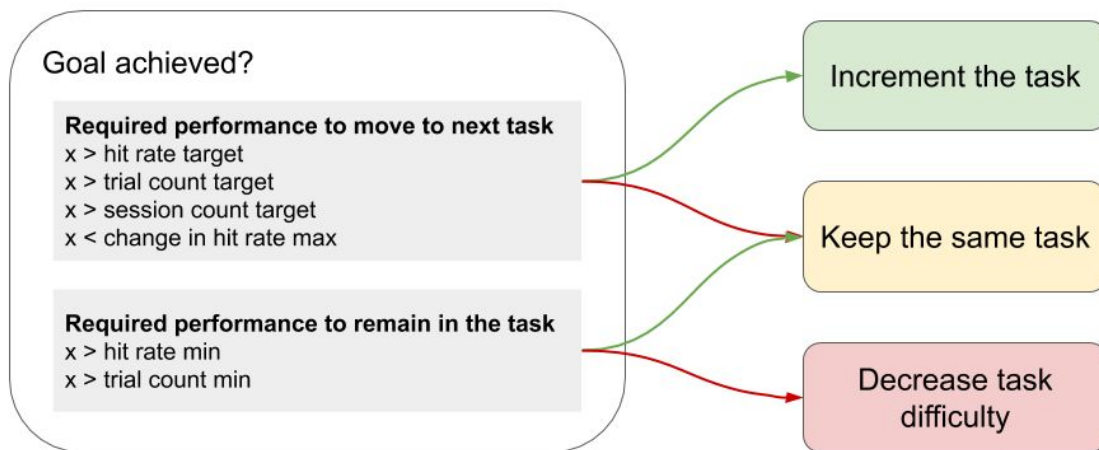 Goal achieved?
Required performance to move to next task
x > hit rate target
x > trial count target
x > session count target
x < change in hit rate max
Required performance to remain in the task
x > hit rate min
x > trial count min
Increment the task
Keep the same task
Decrease task
difficulty